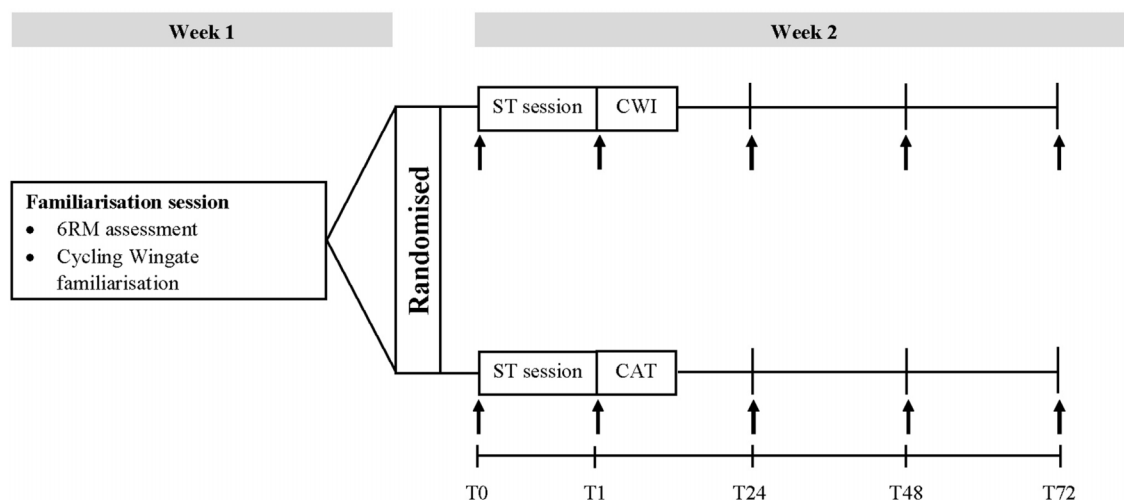 Week 1
Week 2
ST session
CWI
Familiarisation session
• 6RM assessment
• Cycling Wingate
familiarisation
Randomised
ST session
CAT
T0
T1
T24
T48
T72